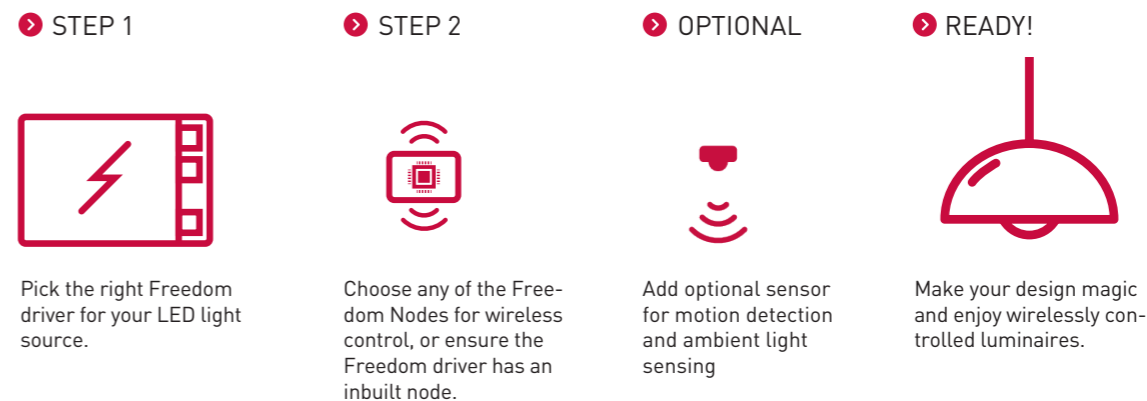 STEP 1
Pick the right Freedom
driver for your LED light
source.
STEP 2
Choose any of the Free-
dom Nodes for wireless
control, or ensure the
Freedom driver has an
inbuilt node.
OPTIONAL
Add optional sensor
for motion detection
and ambient light
sensing
READY!
Make your design magic
and enjoy wirelessly con-
trolled luminaires.